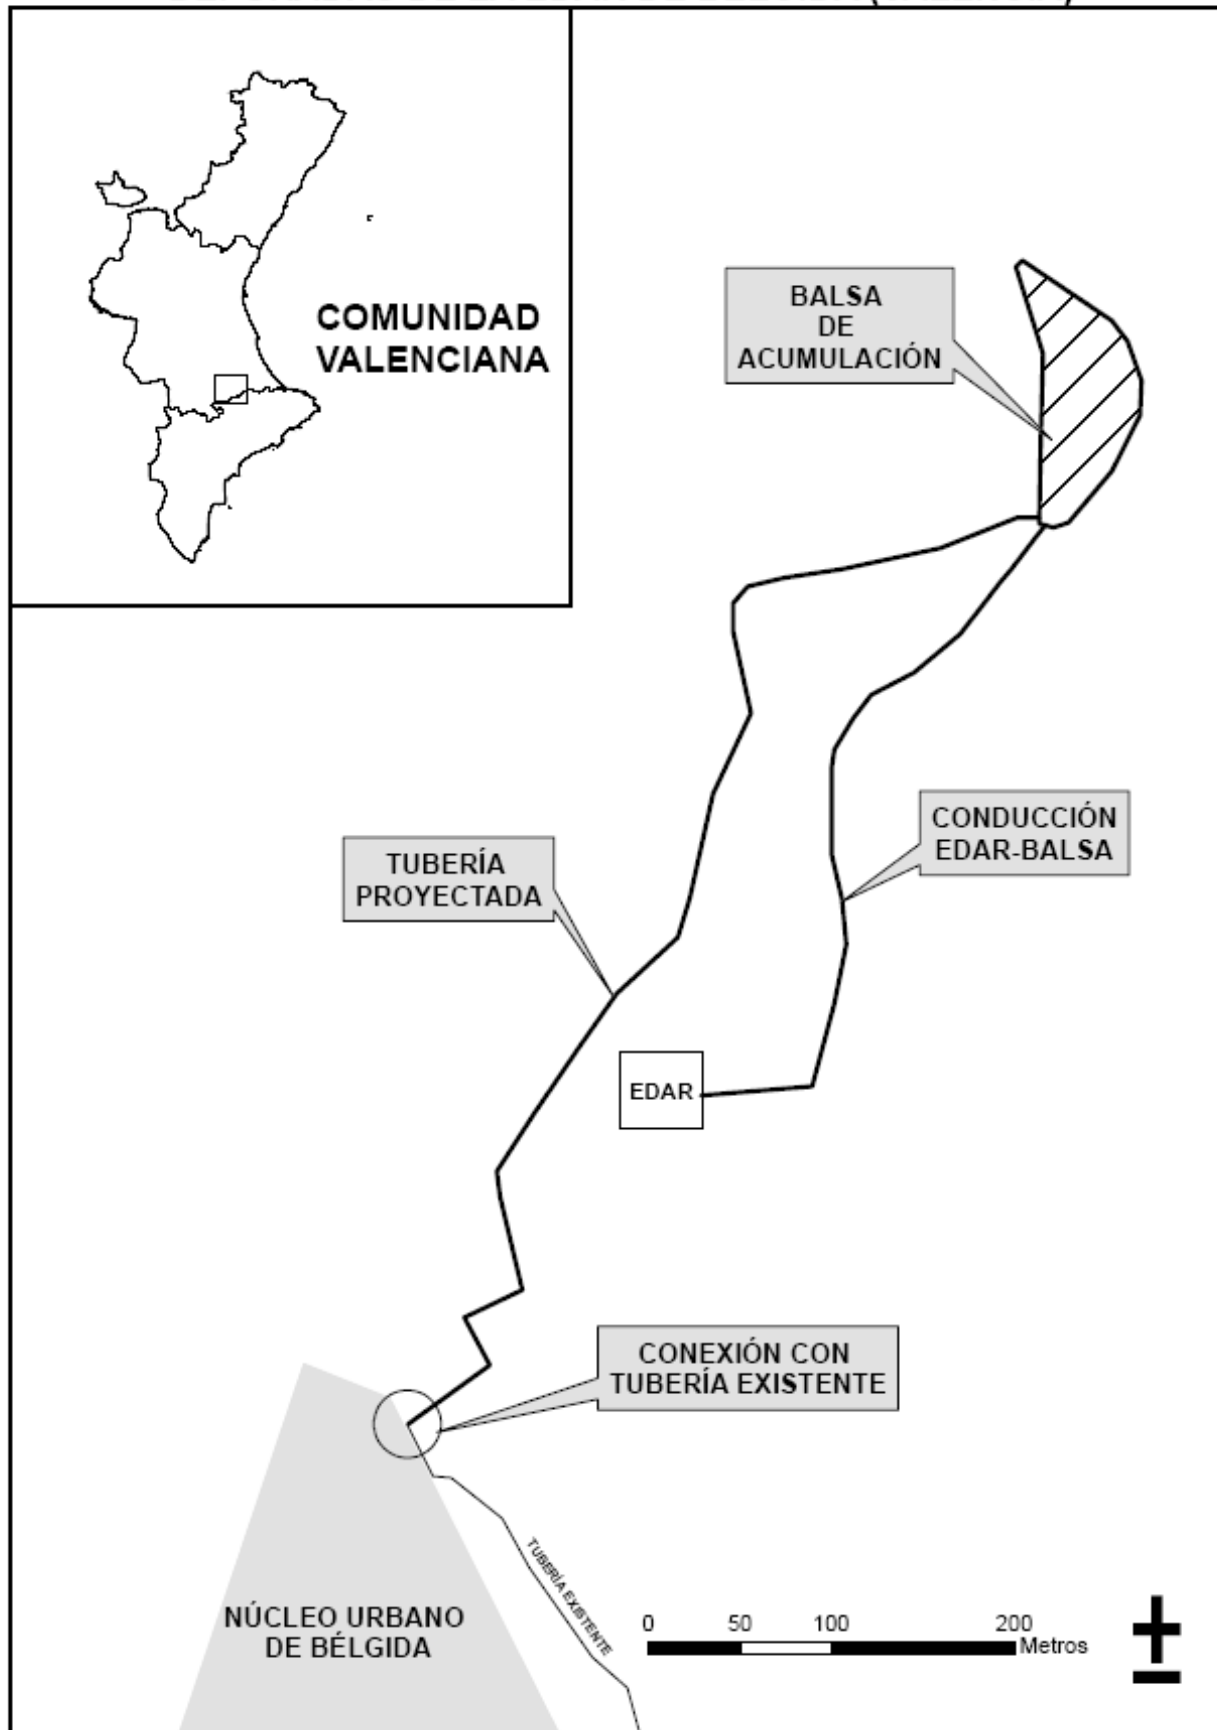 COMUNIDAD
VALENCIANA
BALSA
DE
ACUMULACIÓN
CONDUCCIÓN
EDAR-BALSA
TUBERÍA
PROYECTADA
EDAR
CONEXIÓN CON
TUBERÍA EXISTENTE
TUBERÍA EXISTENTE
NÚCLEO URBANO
DE BÉLGIDA
0 50 100 200
Metros